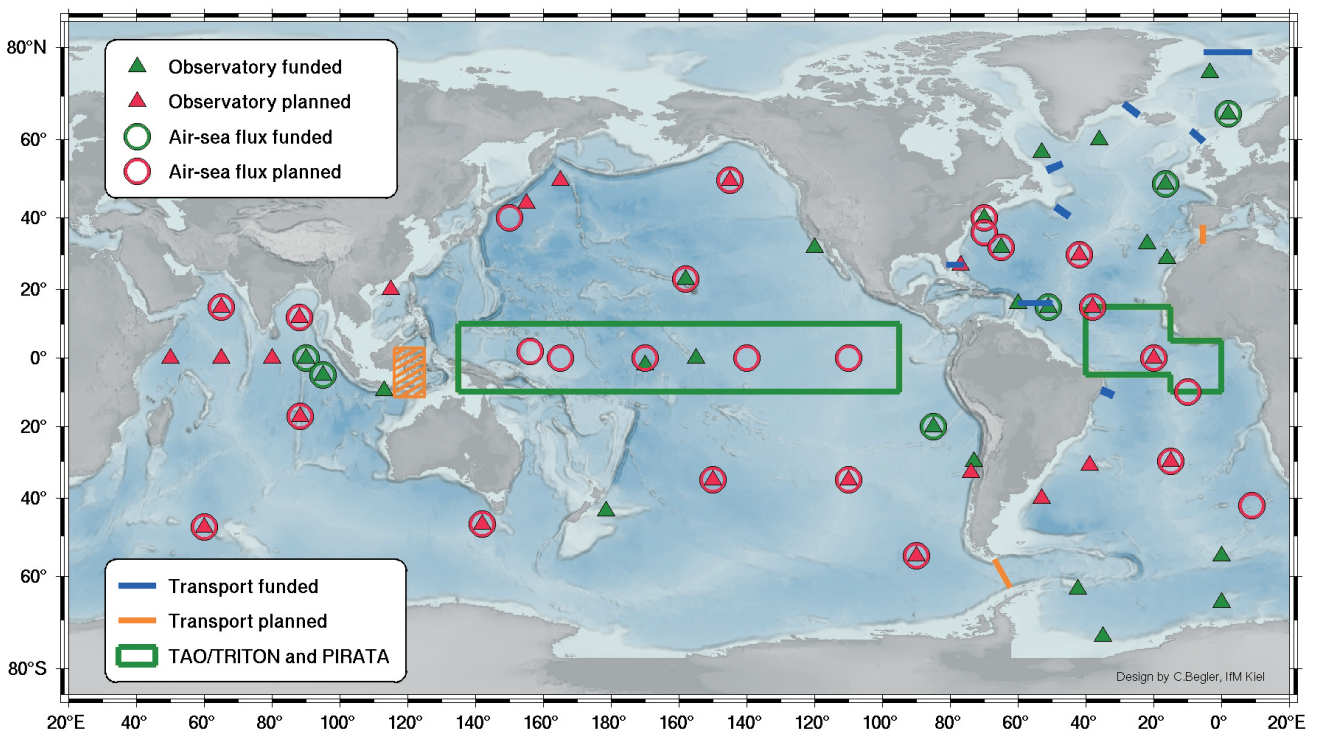 80°N
60°
40°
20°
0°
20°
40°
60°
80°S
Observatory funded
Observatory planned
Air-sea flux funded
Air-sea flux planned
Transport funded
Transport planned
TAO/TRITON and PIRATA
Design by C.Begler, IfM Kiel
20°E 40° 60° 80° 100° 120° 140° 160° 180° 160° 140° 120° 100° 80° 60° 40° 20° 0° 20°E